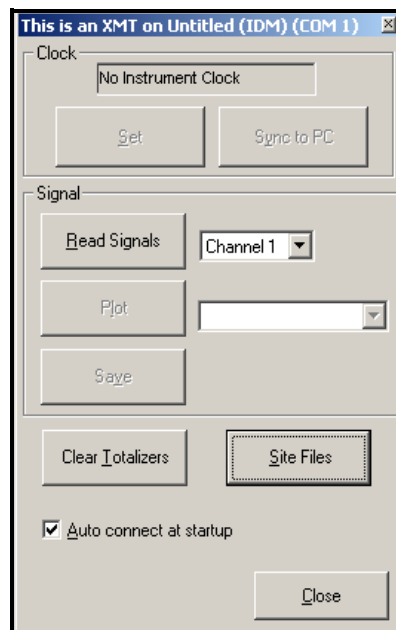 This is an XMT on Untitled (IDM) (COM 1)
Clock
No Instrument Clock
Set Sync to PC
Signal
Read Signals Channel 1
Plot
Save
Clear Totalizers Site Files
Auto connect at startup
Close